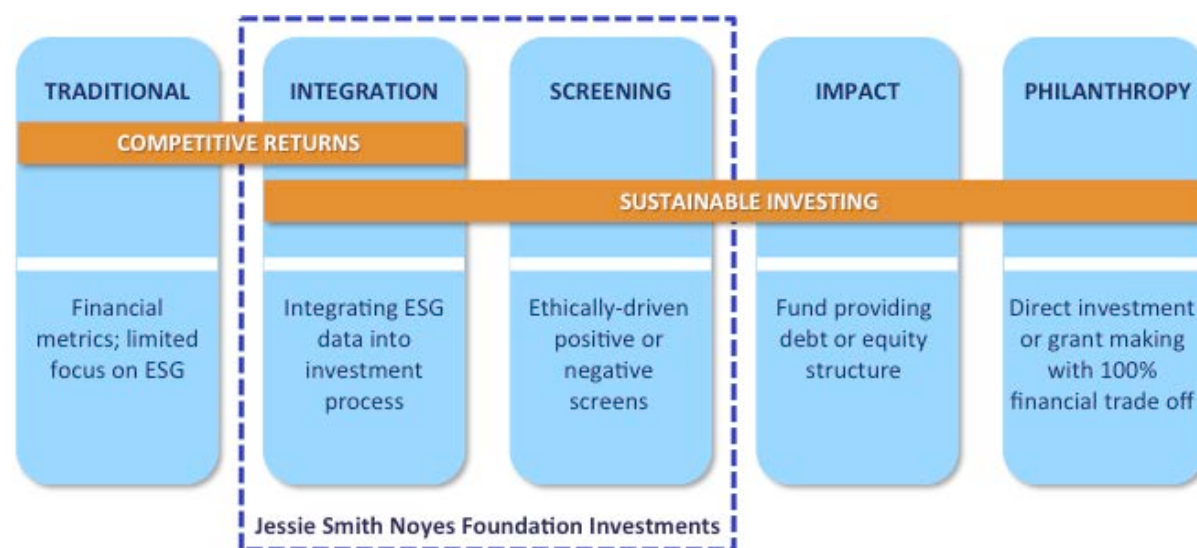 TRADITIONAL
INTEGRATION
SCREENING
IMPACT
PHILANTHROPY
COMPETITIVE RETURNS
SUSTAINABLE INVESTING
Financial
metrics; limited
focus on ESG
Integrating ESG
data into
investment
process
Ethically-driven
positive or
negative
screens
Fund providing
debt or equity
structure
Direct investment
or grant making
with 100%
financial trade off
Jessie Smith Noyes Foundation Investments